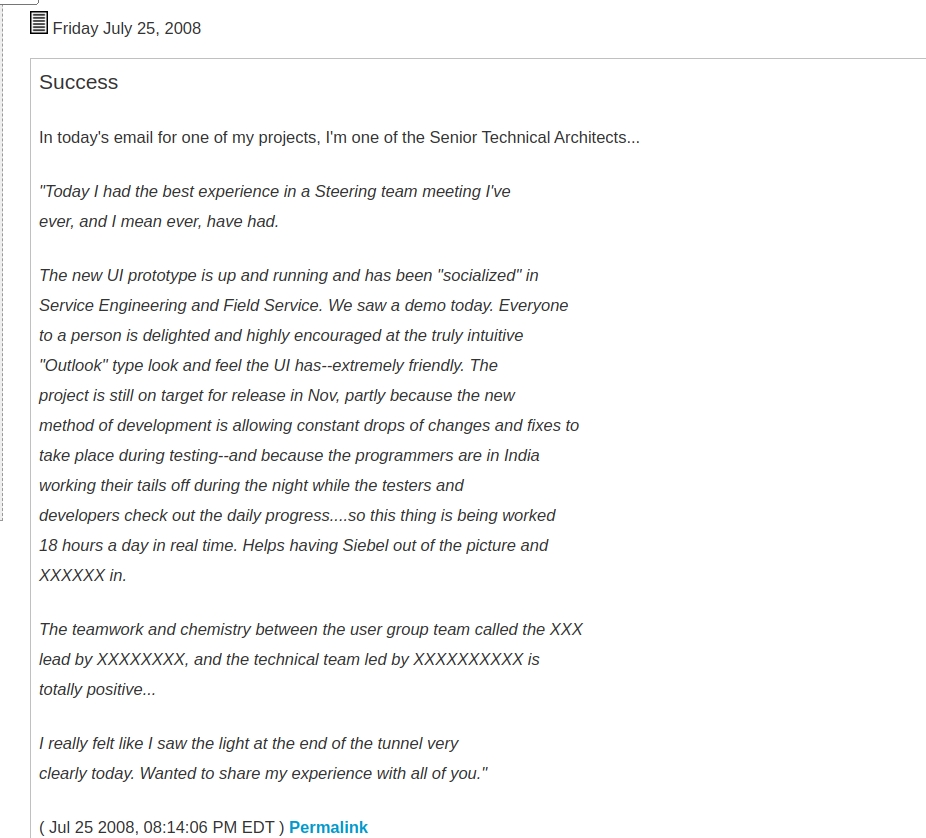 Friday July 25, 2008
Success
In today's email for one of my projects, I'm one of the Senior Technical Architects...
"Today I had the best experience in a Steering team meeting I've
ever, and I mean ever, have had.
The new UI prototype is up and running and has been "socialized" in
Service Engineering and Field Service. We saw a demo today. Everyone
to a person is delighted and highly encouraged at the truly intuitive
"Outlook" type look and feel the UI has--extremely friendly. The
project is still on target for release in Nov, partly because the new
method of development is allowing constant drops of changes and fixes to
take place during testing--and because the programmers are in India
working their tails off during the night while the testers and
developers check out the daily progress....so this thing is being worked
18 hours a day in real time. Helps having Siebel out of the picture and
XXXXXX in.
The teamwork and chemistry between the user group team called the XXX
lead by XXXXXXXX, and the technical team led by XXXXXXXXXX is
totally positive...
I really felt like I saw the light at the end of the tunnel very
clearly today. Wanted to share my experience with all of you."
( Jul 25 2008, 08:14:06 PM EDT ) Permalink